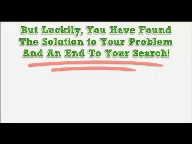 But Luckily, You Have Found
The Solution to Your Problem
And An End To Your Search!